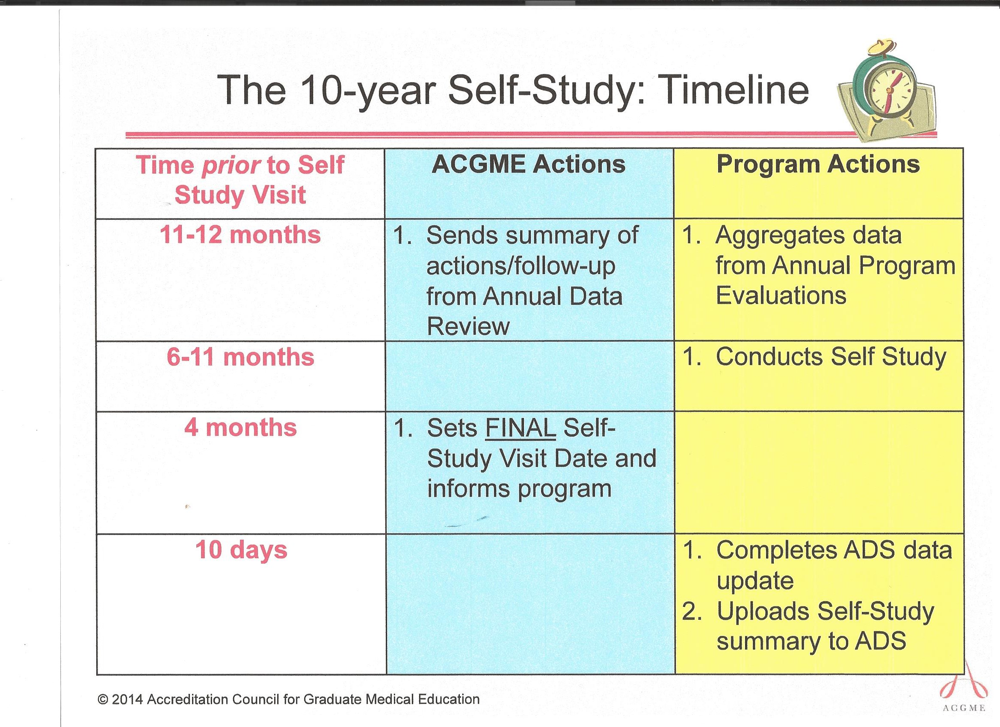 The 10-year Self-Study: Timeline
Time prior to Self
Study Visit
ACGME Actions
Program Actions
11-12 months
1. Sends summary of
actions/follow-up
from Annual Data
Review
1. Aggregates data
from Annual Program
Evaluations
6-11 months
1. Conducts Self Study
4 months
1. Sets FINAL Self-
Study Visit Date and
informs program
10 days
1. Completes ADS data
update
2. Uploads Self-Study
summary to ADS
© 2014 Accreditation Council for Graduate Medical Education
ACGME